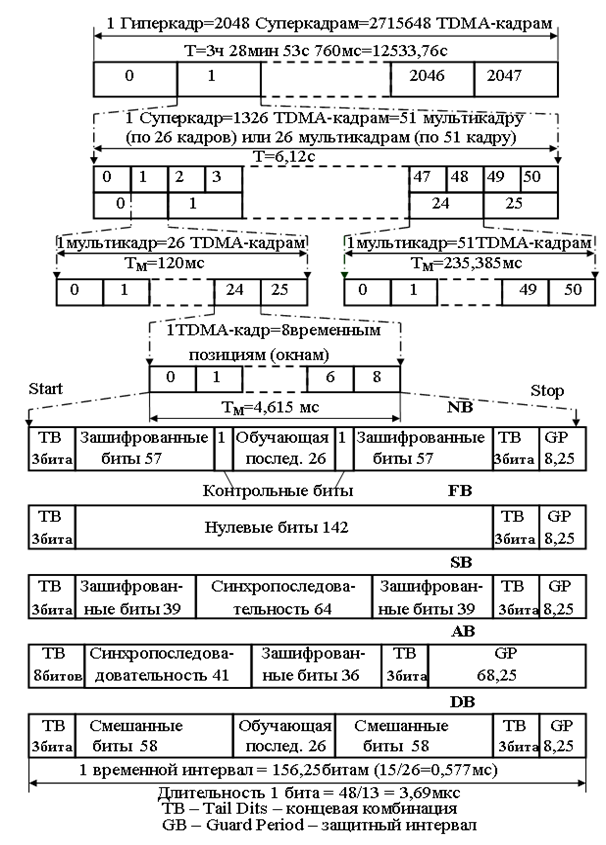 1 Гиперкадр=2048 Суперкадрам=2715648 TDMA-кадрам
T=3ч 28мин 53с 760мс=12533,76с
0 1 2046 2047
1 Суперкадр=1326 TDMA-кадрам=51 мультикадру
(по 26 кадров) или 26 мультикадрам (по 51 кадру)
T=6,12с
0 1 2 3 47 48 49 50
0 1 24 25
1мультикадр=26 TDMA-кадрам 1мультикадр=51TDMA-кадрам
Tм=120мс Tм=235,385мс
0 1 24 25 0 1 49 50
1TDMA-кадр=8временным
позициям (окнам)
0 1 6 8
Start Stop
Tм=4,615 мс NB
TB Зашифрованные 1 Обучающая 1 Зашифрованные TB GP
3бита биты 57 послед. 26 биты 57 3бита 8,25
Контрольные биты FB
TB Нулевые биты 142 TB GP
3бита 3бита 8,25
SB
TB Зашифрован- Синхропоследова- Зашифрован- TB GP
3бита ные биты 39 тельность 64 ные биты 39 3бита 8,25
AB
TB Синхропоследова- Зашифрован- TB GP
8битов довательность 41 ные биты 36 3бита 68,25
DB
TB Смешанные Обучающая Смешанные TB GP
3бита биты 58 послед. 26 биты 58 3бита 8,25
1 временной интервал = 156,25битам (15/26=0,577мс)
Длительность 1 бита = 48/13 = 3,69мкс
TB – Tail Dits – концевая комбинация
GB – Guard Period – защитный интервал